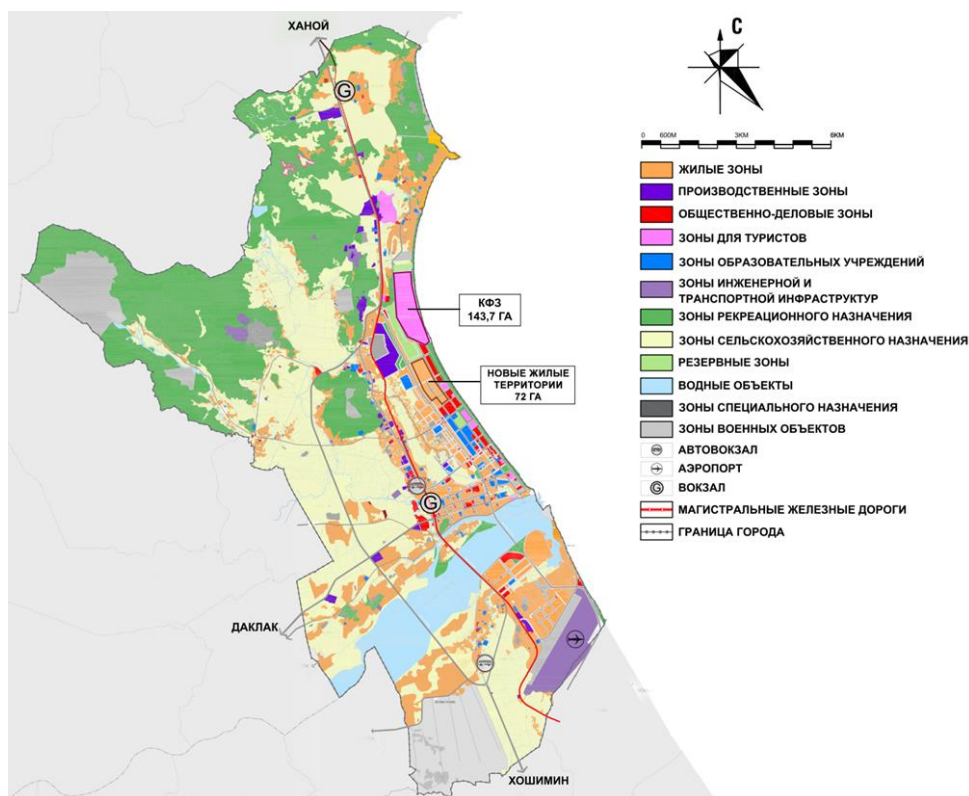 ХАНОЙ
С
0 600М 3КМ 6КМ
ЖИЛЫЕ ЗОНЫ
ПРОИЗВОДСТВЕННЫЕ ЗОНЫ
ОБЩЕСТВЕННО-ДЕЛОВЫЕ ЗОНЫ
ЗОНЫ ДЛЯ ТУРИСТОВ
ЗОНЫ ОБРАЗОВАТЕЛЬНЫХ УЧРЕЖДЕНИЙ
ЗОНЫ ИНЖЕНЕРНОЙ И
ТРАНСПОРТНОЙ ИНФРАСТРУКТУР
ЗОНЫ РЕКРЕАЦИОННОГО НАЗНАЧЕНИЯ
ЗОНЫ СЕЛЬСКОХОЗЯЙСТВЕННОГО НАЗНАЧЕНИЯ
РЕЗЕРВНЫЕ ЗОНЫ
ВОДНЫЕ ОБЪЕКТЫ
ЗОНЫ СПЕЦИАЛЬНОГО НАЗНАЧЕНИЯ
ЗОНЫ ВОЕННЫХ ОБЪЕКТОВ
АВТОВОКЗАЛ
АЭРОПОРТ
G ВОКЗАЛ
МАГИСТРАЛЬНЫЕ ЖЕЛЕЗНЫЕ ДОРОГИ
ГРАНИЦА ГОРОДА
G
КФЗ
143,7 ГА
НОВЫЕ ЖИЛЫЕ
ТЕРРИТОРИИ
72 ГА
G
ДАКЛАК
ХОШИМИН